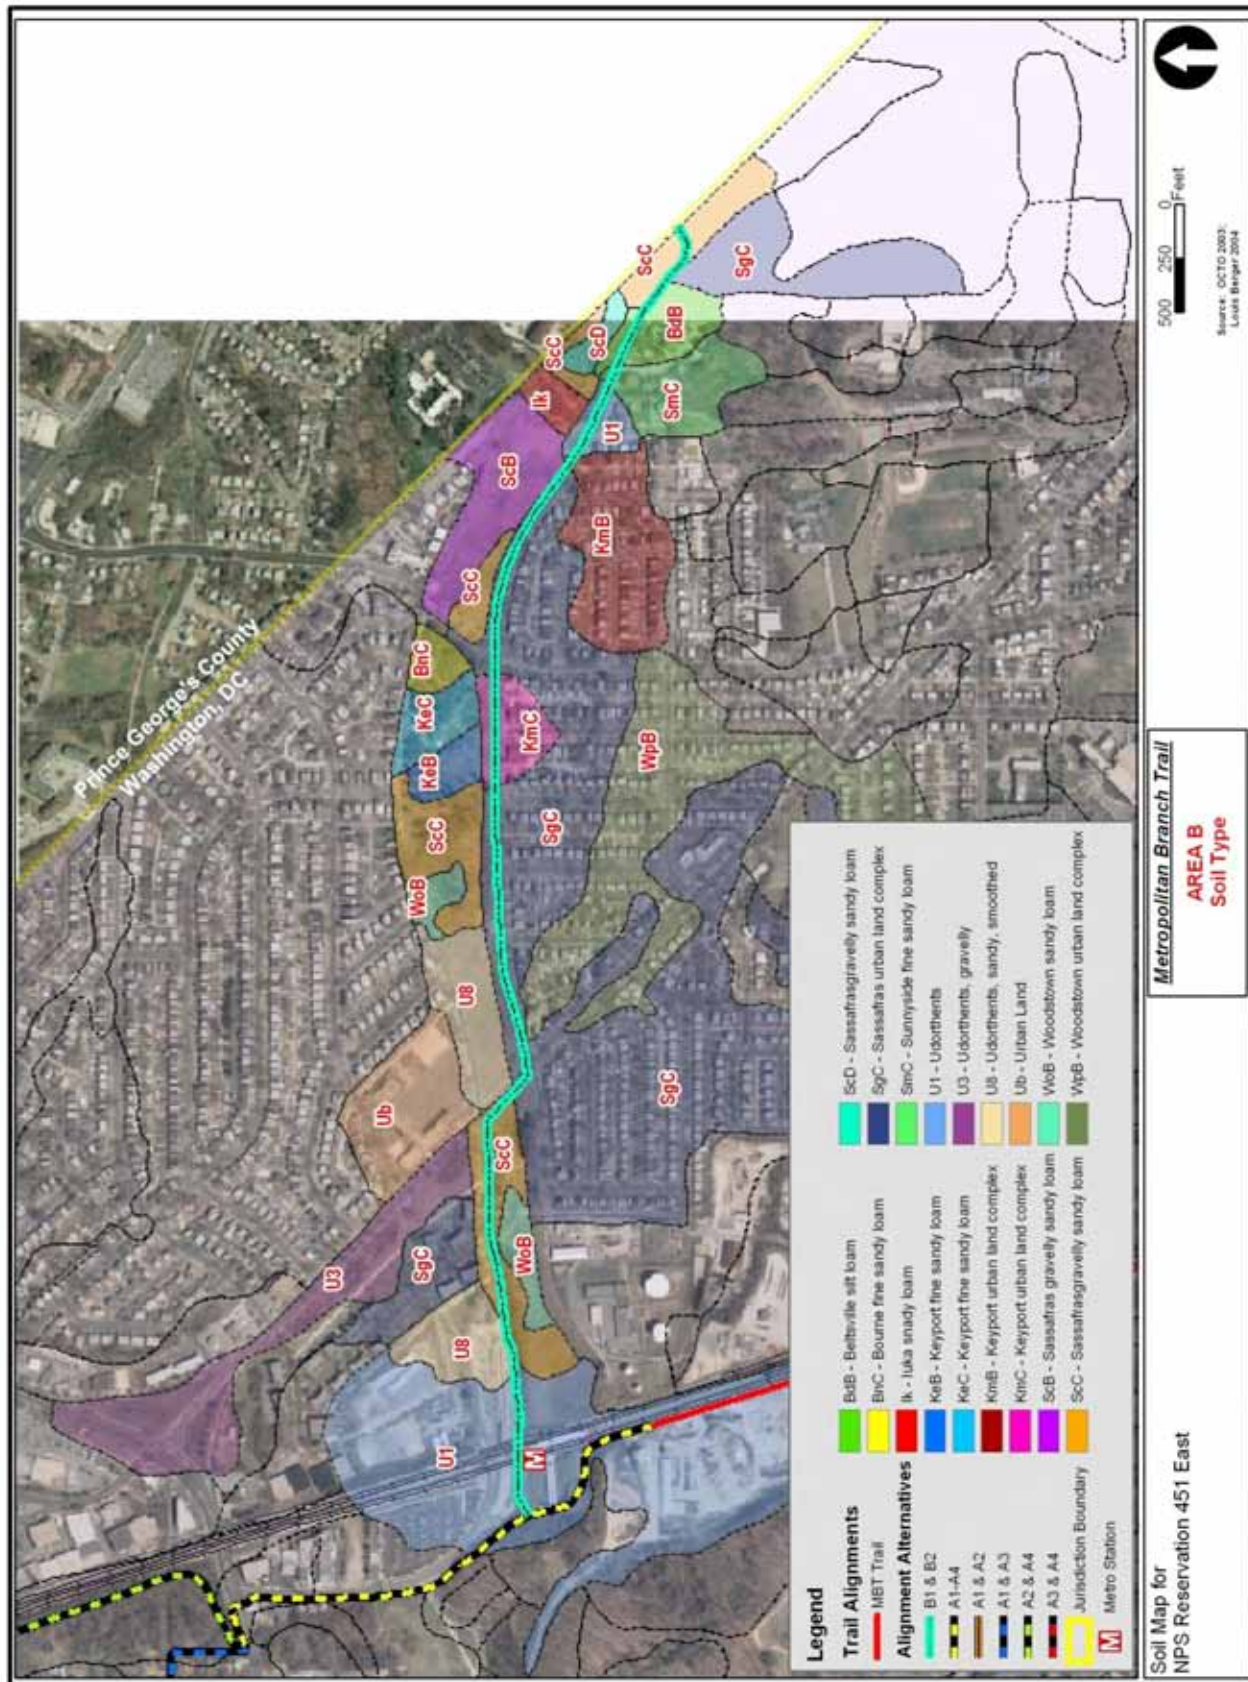 Prince George's County
Washington, DC
U3
Ub
U8
WoB
ScC
KeB
KeC
BnC
ScC
ScB
Ik
ScC
ScD
ScC
U1
U8
SgC
ScC
WoB
M
SgC
SgC
KmC
WpB
KmB
U1
SmC
BdB
SgC
Legend
Trail Alignments
MBT Trail
Alignment Alternatives
B1 & B2
A1-A4
A1 & A2
A1 & A3
A2 & A4
A3 & A4
Jurisdiction Boundary
M Metro Station
BdB - Beltsville silt loam
BnC - Bourne fine sandy loam
Ik - Iuka snady loam
KeB - Keyport fine sandy loam
KeC - Keyport fine sandy loam
KmB - Keyport urban land complex
KmC - Keyport urban land complex
ScB - Sassafras gravelly sandy loam
ScC - Sassafrasgravelly sandy loam
ScD - Sassafrasgravelly sandy loam
SgC - Sassafras urban land complex
SmC - Sunnyside fine sandy loam
U1 - Udorthents
U3 - Udorthents, gravelly
U8 - Udorthents, sandy, smoothed
Ub - Urban Land
WoB - Woodstown sandy loam
WpB - Woodstown urban land complex
Soil Map for
NPS Reservation 451 East
Metropolitan Branch Trail
AREA B
Soil Type
500 250 0
Feet
Source: OCTO 2003;
Louis Berger 2004